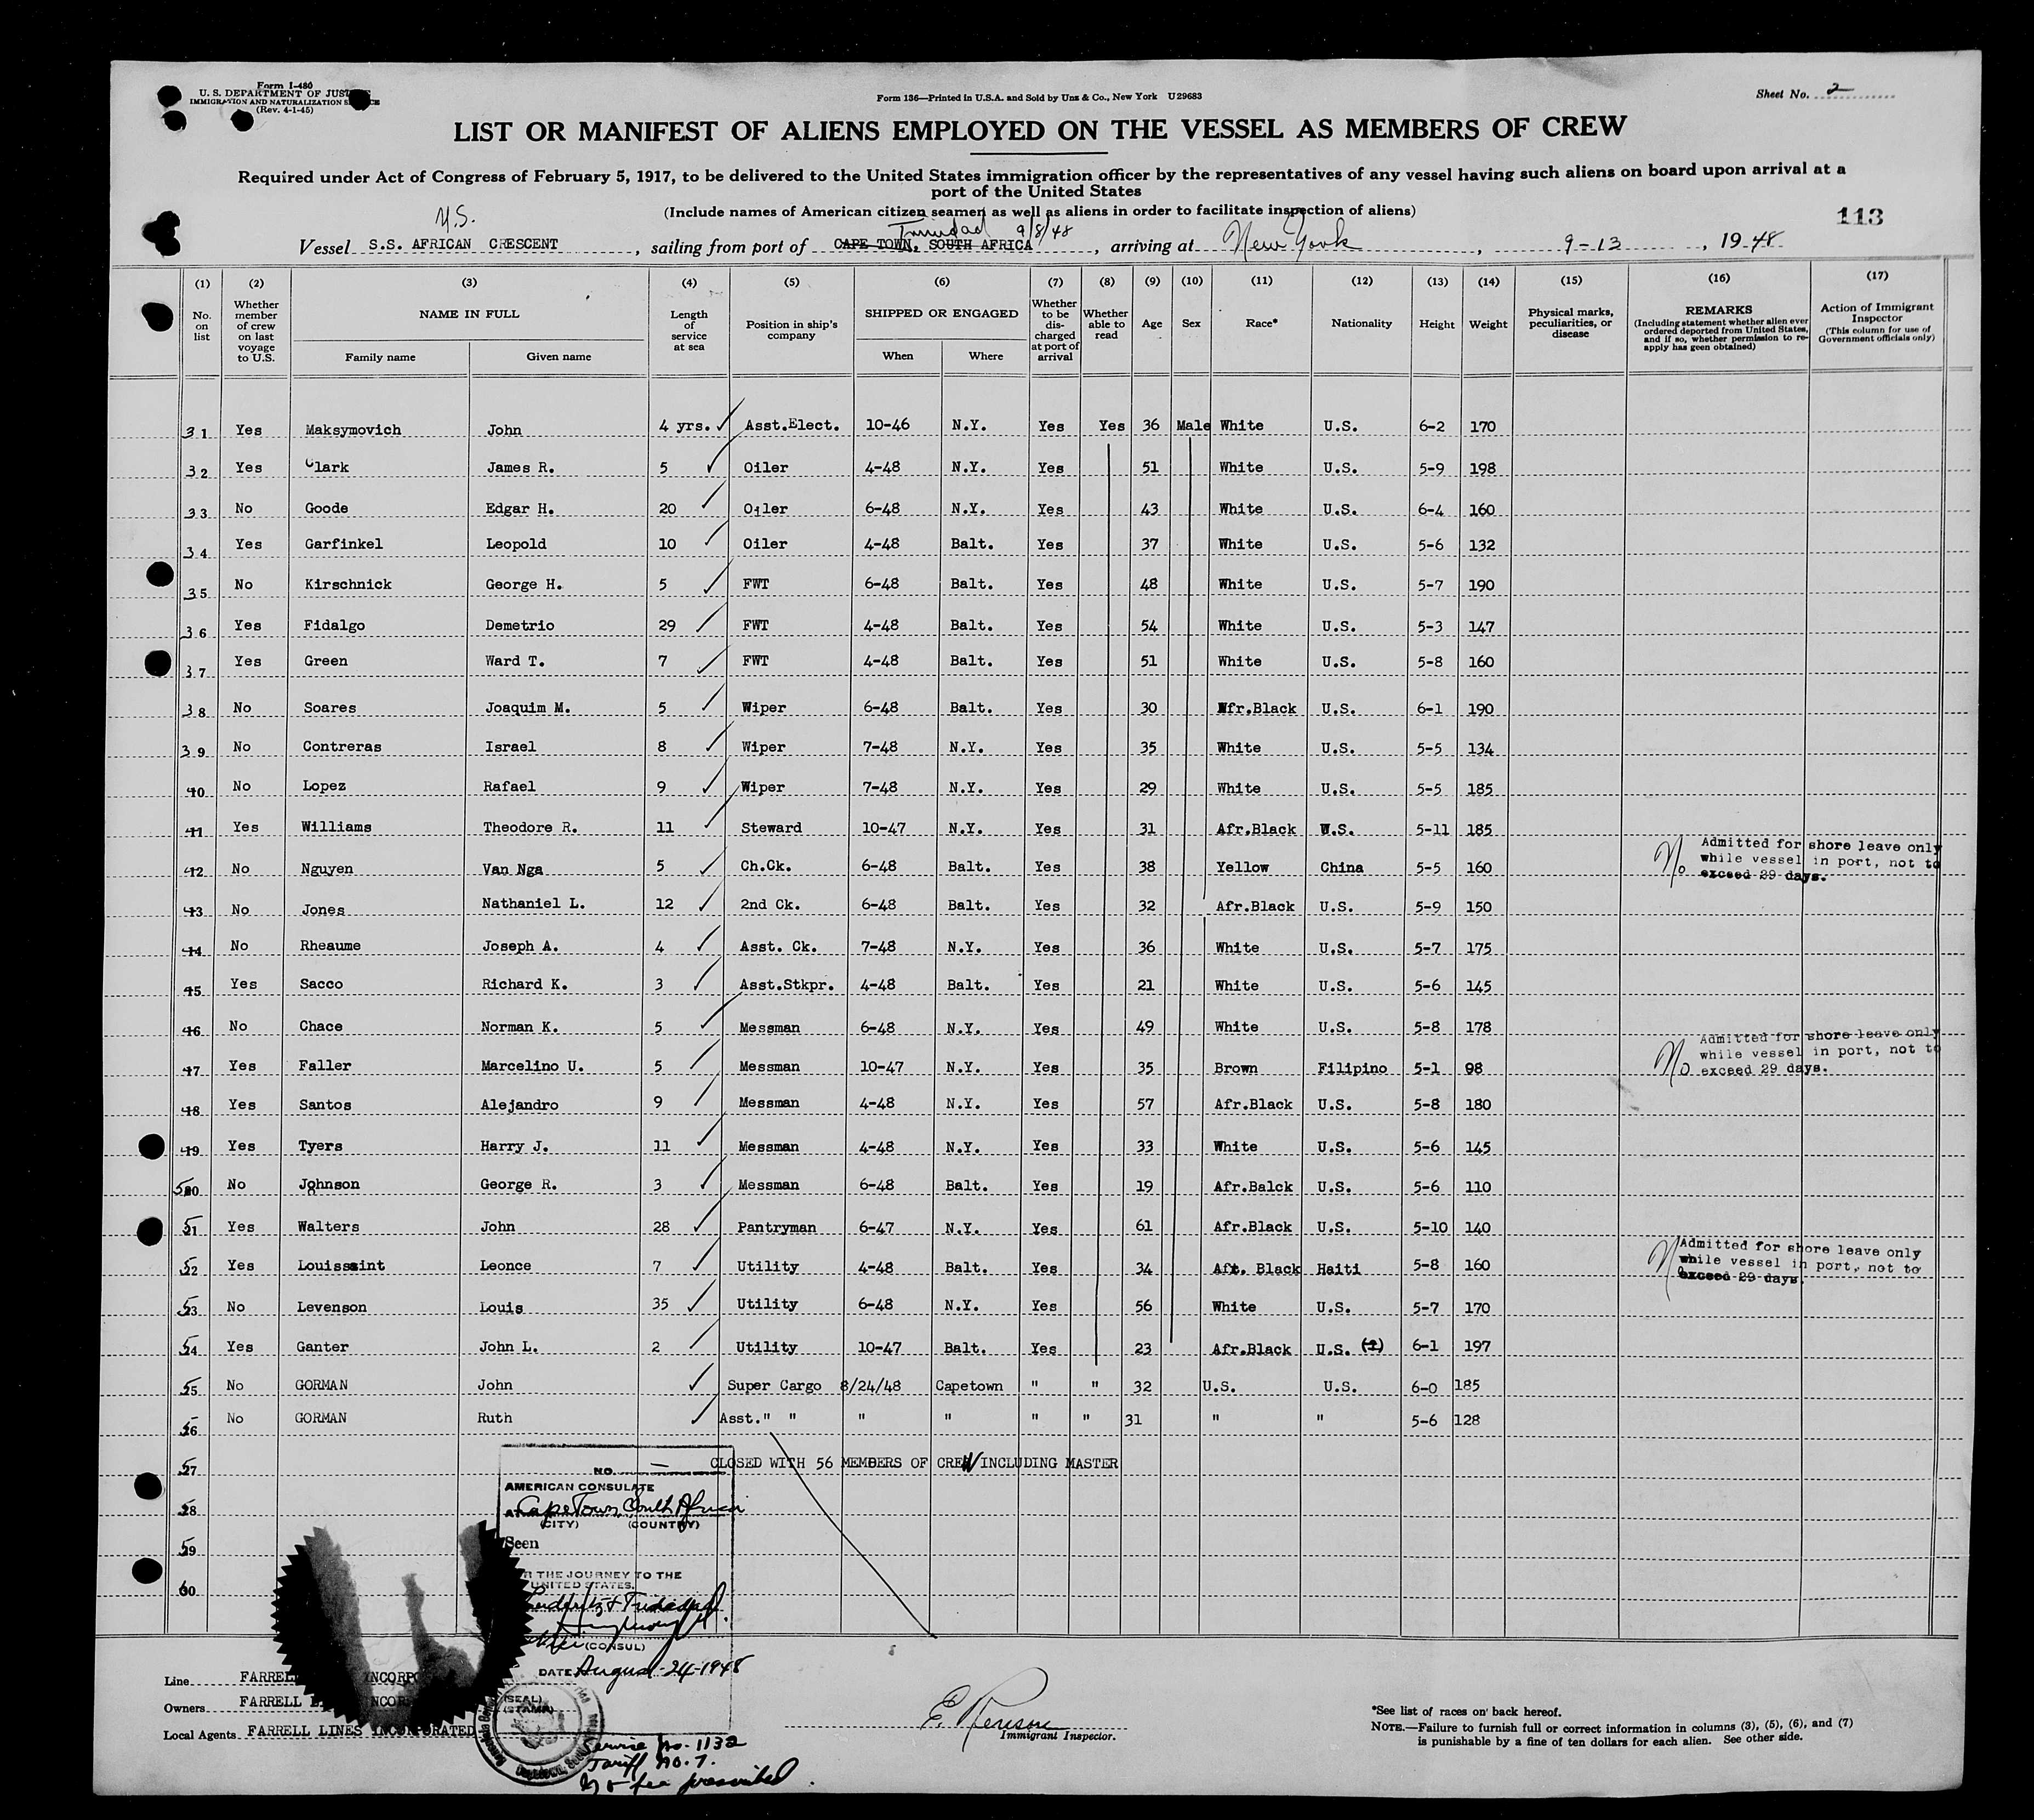 Form I-480
U. S. DEPARTMENT OF JUSTICE
IMMIGRATION AND NATURALIZATION SERVICE
(Rev. 4-1-45)
Form 136—Printed in U.S.A. and Sold by Unz & Co., New York U29683
Sheet No. 2
LIST OR MANIFEST OF ALIENS EMPLOYED ON THE VESSEL AS MEMBERS OF CREW
Required under Act of Congress of February 5, 1917, to be delivered to the United States immigration officer by the representatives of any vessel having such aliens on board upon arrival at a
port of the United States
(Include names of American citizen seamen as well as aliens in order to facilitate inspection of aliens)
113
U.S.
Trinidad 9/8/48
Vessel S.S. AFRICAN CRESCENT, sailing from port of CAPE TOWN, SOUTH AFRICA, arriving at New York, 9-13, 1948
(1) (2) (3) (4) (5) (6) (7) (8) (9) (10) (11) (12) (13) (14) (15) (16) (17)
No. on list
Whether member of crew on last voyage to U.S.
NAME IN FULL
Family name
Given name
Length of service at sea
Position in ship's company
SHIPPED OR ENGAGED
When
Where
Whether to be discharged at port of arrival
Whether able to read
Age
Sex
Race*
Nationality
Height
Weight
Physical marks, peculiarities, or disease
REMARKS
(Including statement whether alien ever ordered deported from United States, and if so, whether permission to re-apply has geen obtained)
Action of Immigrant Inspector
(This column for use of Government officials only)
31 Yes Maksymovich John 4 yrs. Asst.Elect. 10-46 N.Y. Yes Yes 36 Male White U.S. 6-2 170
32 Yes Clark James R. 5 Oiler 4-48 N.Y. Yes 51 White U.S. 5-9 198
33 No Goode Edgar H. 20 Oiler 6-48 N.Y. Yes 43 White U.S. 6-4 160
34 Yes Garfinkel Leopold 10 Oiler 4-48 Balt. Yes 37 White U.S. 5-6 132
35 No Kirschnick George H. 5 FWT 6-48 Balt. Yes 48 White U.S. 5-7 190
36 Yes Fidalgo Demetrio 29 FWT 4-48 Balt. Yes 54 White U.S. 5-3 147
37 Yes Green Ward T. 7 FWT 4-48 Balt. Yes 51 White U.S. 5-8 160
38 No Soares Joaquim M. 5 Wiper 6-48 Balt. Yes 30 Afr.Black U.S. 6-1 190
39 No Contreras Israel 8 Wiper 7-48 N.Y. Yes 35 White U.S. 5-5 134
40 No Lopez Rafael 9 Wiper 7-48 N.Y. Yes 29 White U.S. 5-5 185
41 Yes Williams Theodore R. 11 Steward 10-47 N.Y. Yes 31 Afr.Black U.S. 5-11 185
42 No Nguyen Van Nga 5 Ch.Ck. 6-48 Balt. Yes 38 Yellow China 5-5 160 No Admitted for shore leave only while vessel in port, not to exceed 29 days.
43 No Jones Nathaniel L. 12 2nd Ck. 6-48 Balt. Yes 32 Afr.Black U.S. 5-9 150
44 No Rheaume Joseph A. 4 Asst. Ck. 7-48 N.Y. Yes 36 White U.S. 5-7 175
45 Yes Sacco Richard K. 3 Asst.Stkpr. 4-48 Balt. Yes 21 White U.S. 5-6 145
46 No Chace Norman K. 5 Messman 6-48 N.Y. Yes 49 White U.S. 5-8 178
47 Yes Faller Marcelino U. 5 Messman 10-47 N.Y. Yes 35 Brown Filipino 5-1 98 No Admitted for shore leave only while vessel in port, not to exceed 29 days.
48 Yes Santos Alejandro 9 Messman 4-48 N.Y. Yes 57 Afr.Black U.S. 5-8 180
49 Yes Tyers Harry J. 11 Messman 4-48 N.Y. Yes 33 White U.S. 5-6 145
50 No Johnson George R. 3 Messman 6-48 Balt. Yes 19 Afr.Balck U.S. 5-6 110
51 Yes Walters John 28 Pantryman 6-47 N.Y. Yes 61 Afr.Black U.S. 5-10 140
52 Yes Louissaint Leonce 7 Utility 4-48 Balt. Yes 34 Afr. Black Haiti 5-8 160 No Admitted for shore leave only while vessel in port, not to exceed 29 days.
53 No Levenson Louis 35 Utility 6-48 N.Y. Yes 56 White U.S. 5-7 170
54 Yes Ganter John L. 2 Utility 10-47 Balt. Yes 23 Afr.Black U.S. 6-1 197
55 No GORMAN John Super Cargo 8/24/48 Capetown " " 32 U.S. U.S. 6-0 185
56 No GORMAN Ruth Asst." " " " " " 31 " " 5-6 128
57 CLOSED WITH 56 MEMBERS OF CREW INCLUDING MASTER
58
59
60
NO. —
AMERICAN CONSULATE
AT Cape Town, South Africa
(CITY) (COUNTRY)
Seen
THE JOURNEY TO THE
UNITED STATES.
Luderitz & Trinidad
(CONSUL)
DATE August-24-1948
(SEAL)
(STAMP)
Service No. 1132
Tariff No. 7.
No fee prescribed.
Line FARRELL INCORPO
Owners FARRELL L INCOR
Local Agents FARRELL LINES INCORPORATED
E. Renison
Immigrant Inspector.
*See list of races on back hereof.
NOTE.—Failure to furnish full or correct information in columns (3), (5), (6), and (7)
is punishable by a fine of ten dollars for each alien. See other side.